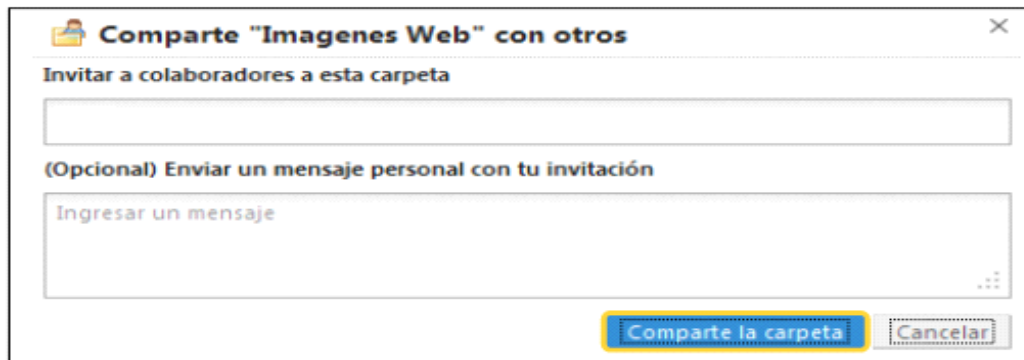 Comparte "Imagenes Web" con otros
Invitar a colaboradores a esta carpeta
(Opcional) Enviar un mensaje personal con tu invitación
Ingresar un mensaje
Comparte la carpeta Cancelar